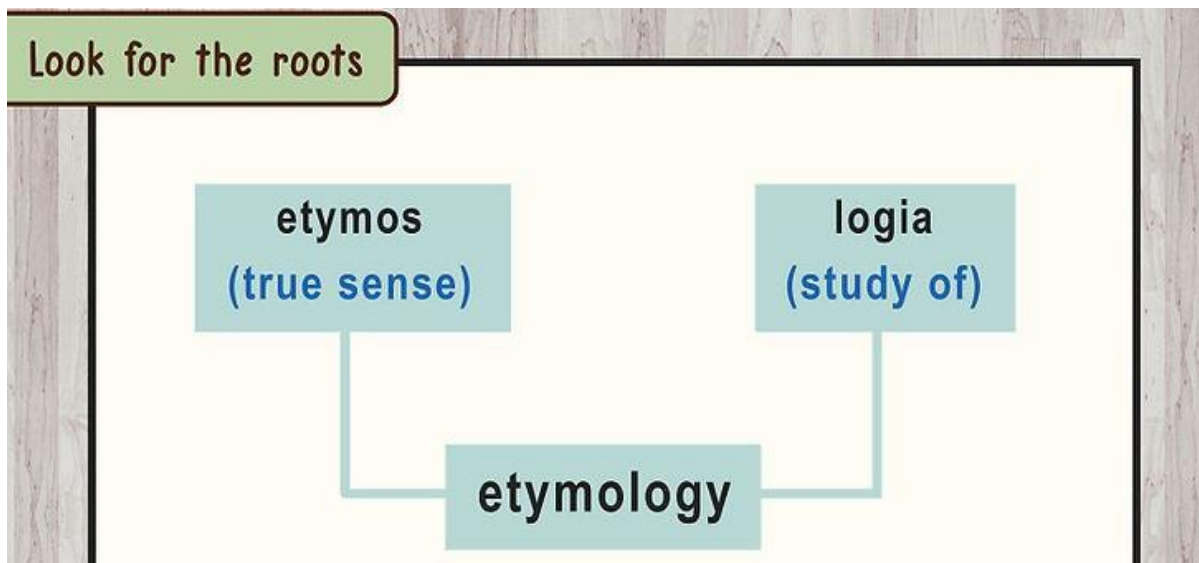 Look for the roots
etymos
(true sense)
logia
(study of)
etymology